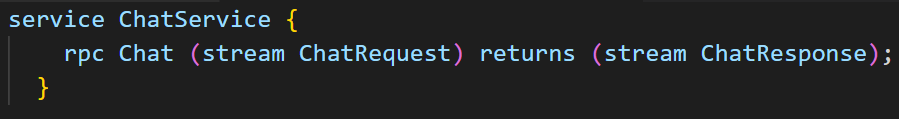 service ChatService {
rpc Chat (stream ChatRequest) returns (stream ChatResponse);
}